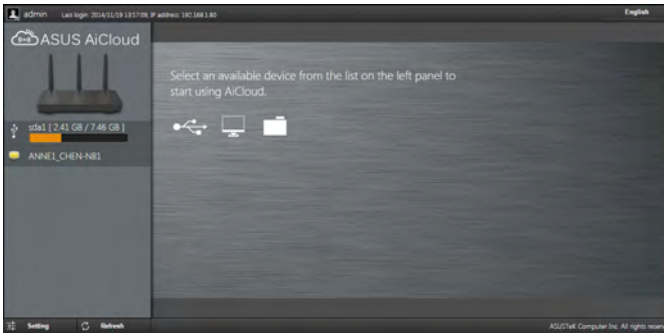 admin Last login: 2014/11/19 13:57:09, IP address: 192.168.1.80
English
ASUS AiCloud
sda1 [ 2.41 GB / 7.46 GB ]
ANNE1_CHEN-NB1
Select an available device from the list on the left panel to
start using AiCloud.
Setting Refresh
ASUSTeK Computer Inc. All rights reserv